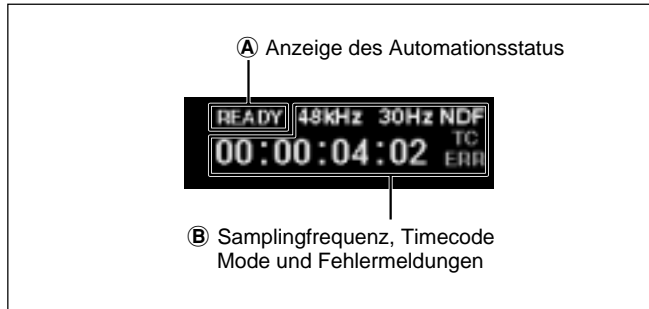 Ⓐ Anzeige des Automationsstatus
READY 48kHz 30Hz NDF
00:00:04:02 TC
ERR
Ⓑ Samplingfrequenz, Timecode
Mode und Fehlermeldungen